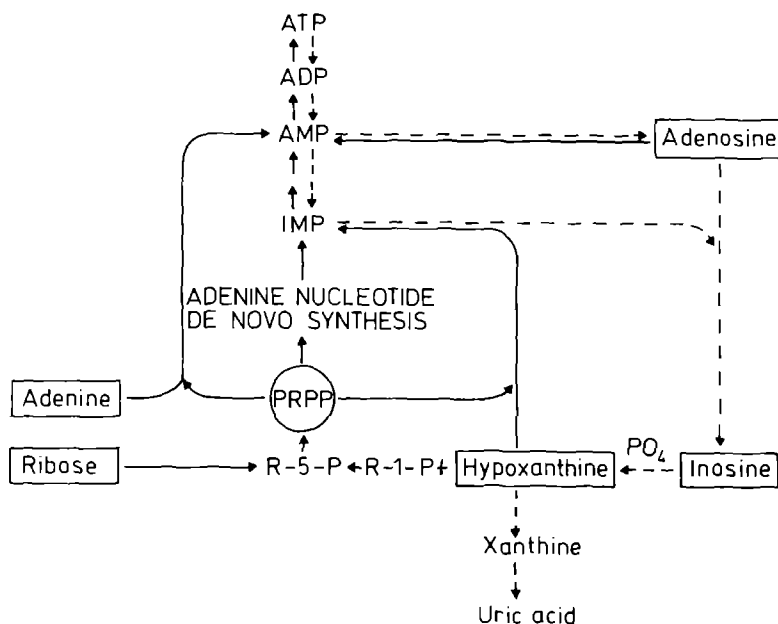 ATP
ADP
AMP
Adenosine
IMP
ADENINE NUCLEOTIDE
DE NOVO SYNTHESIS
Adenine
PRPP
Ribose
R-5-P
R-1-P+
Hypoxanthine
PO4
Inosine
Xanthine
Uric acid